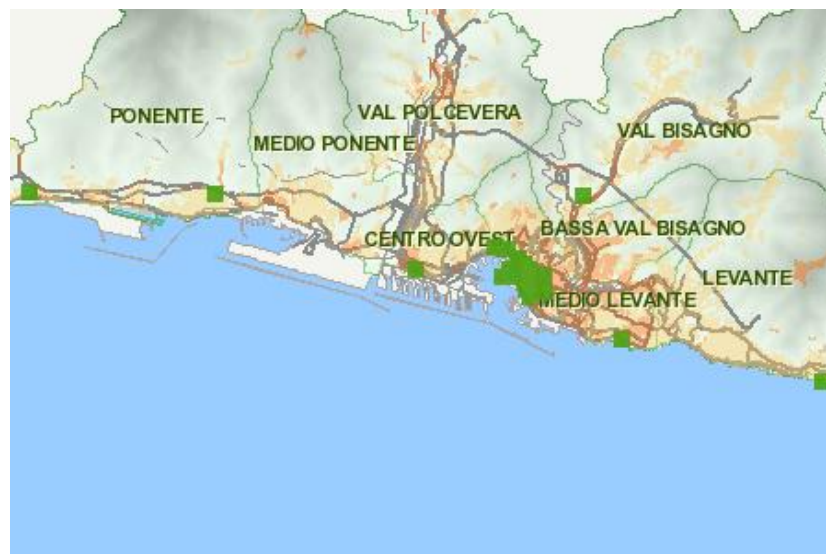 PONENTE
VAL POLCEVERA
MEDIO PONENTE
VAL BISAGNO
CENTRO OVEST
BASSA VAL BISAGNO
LEVANTE
MEDIO LEVANTE